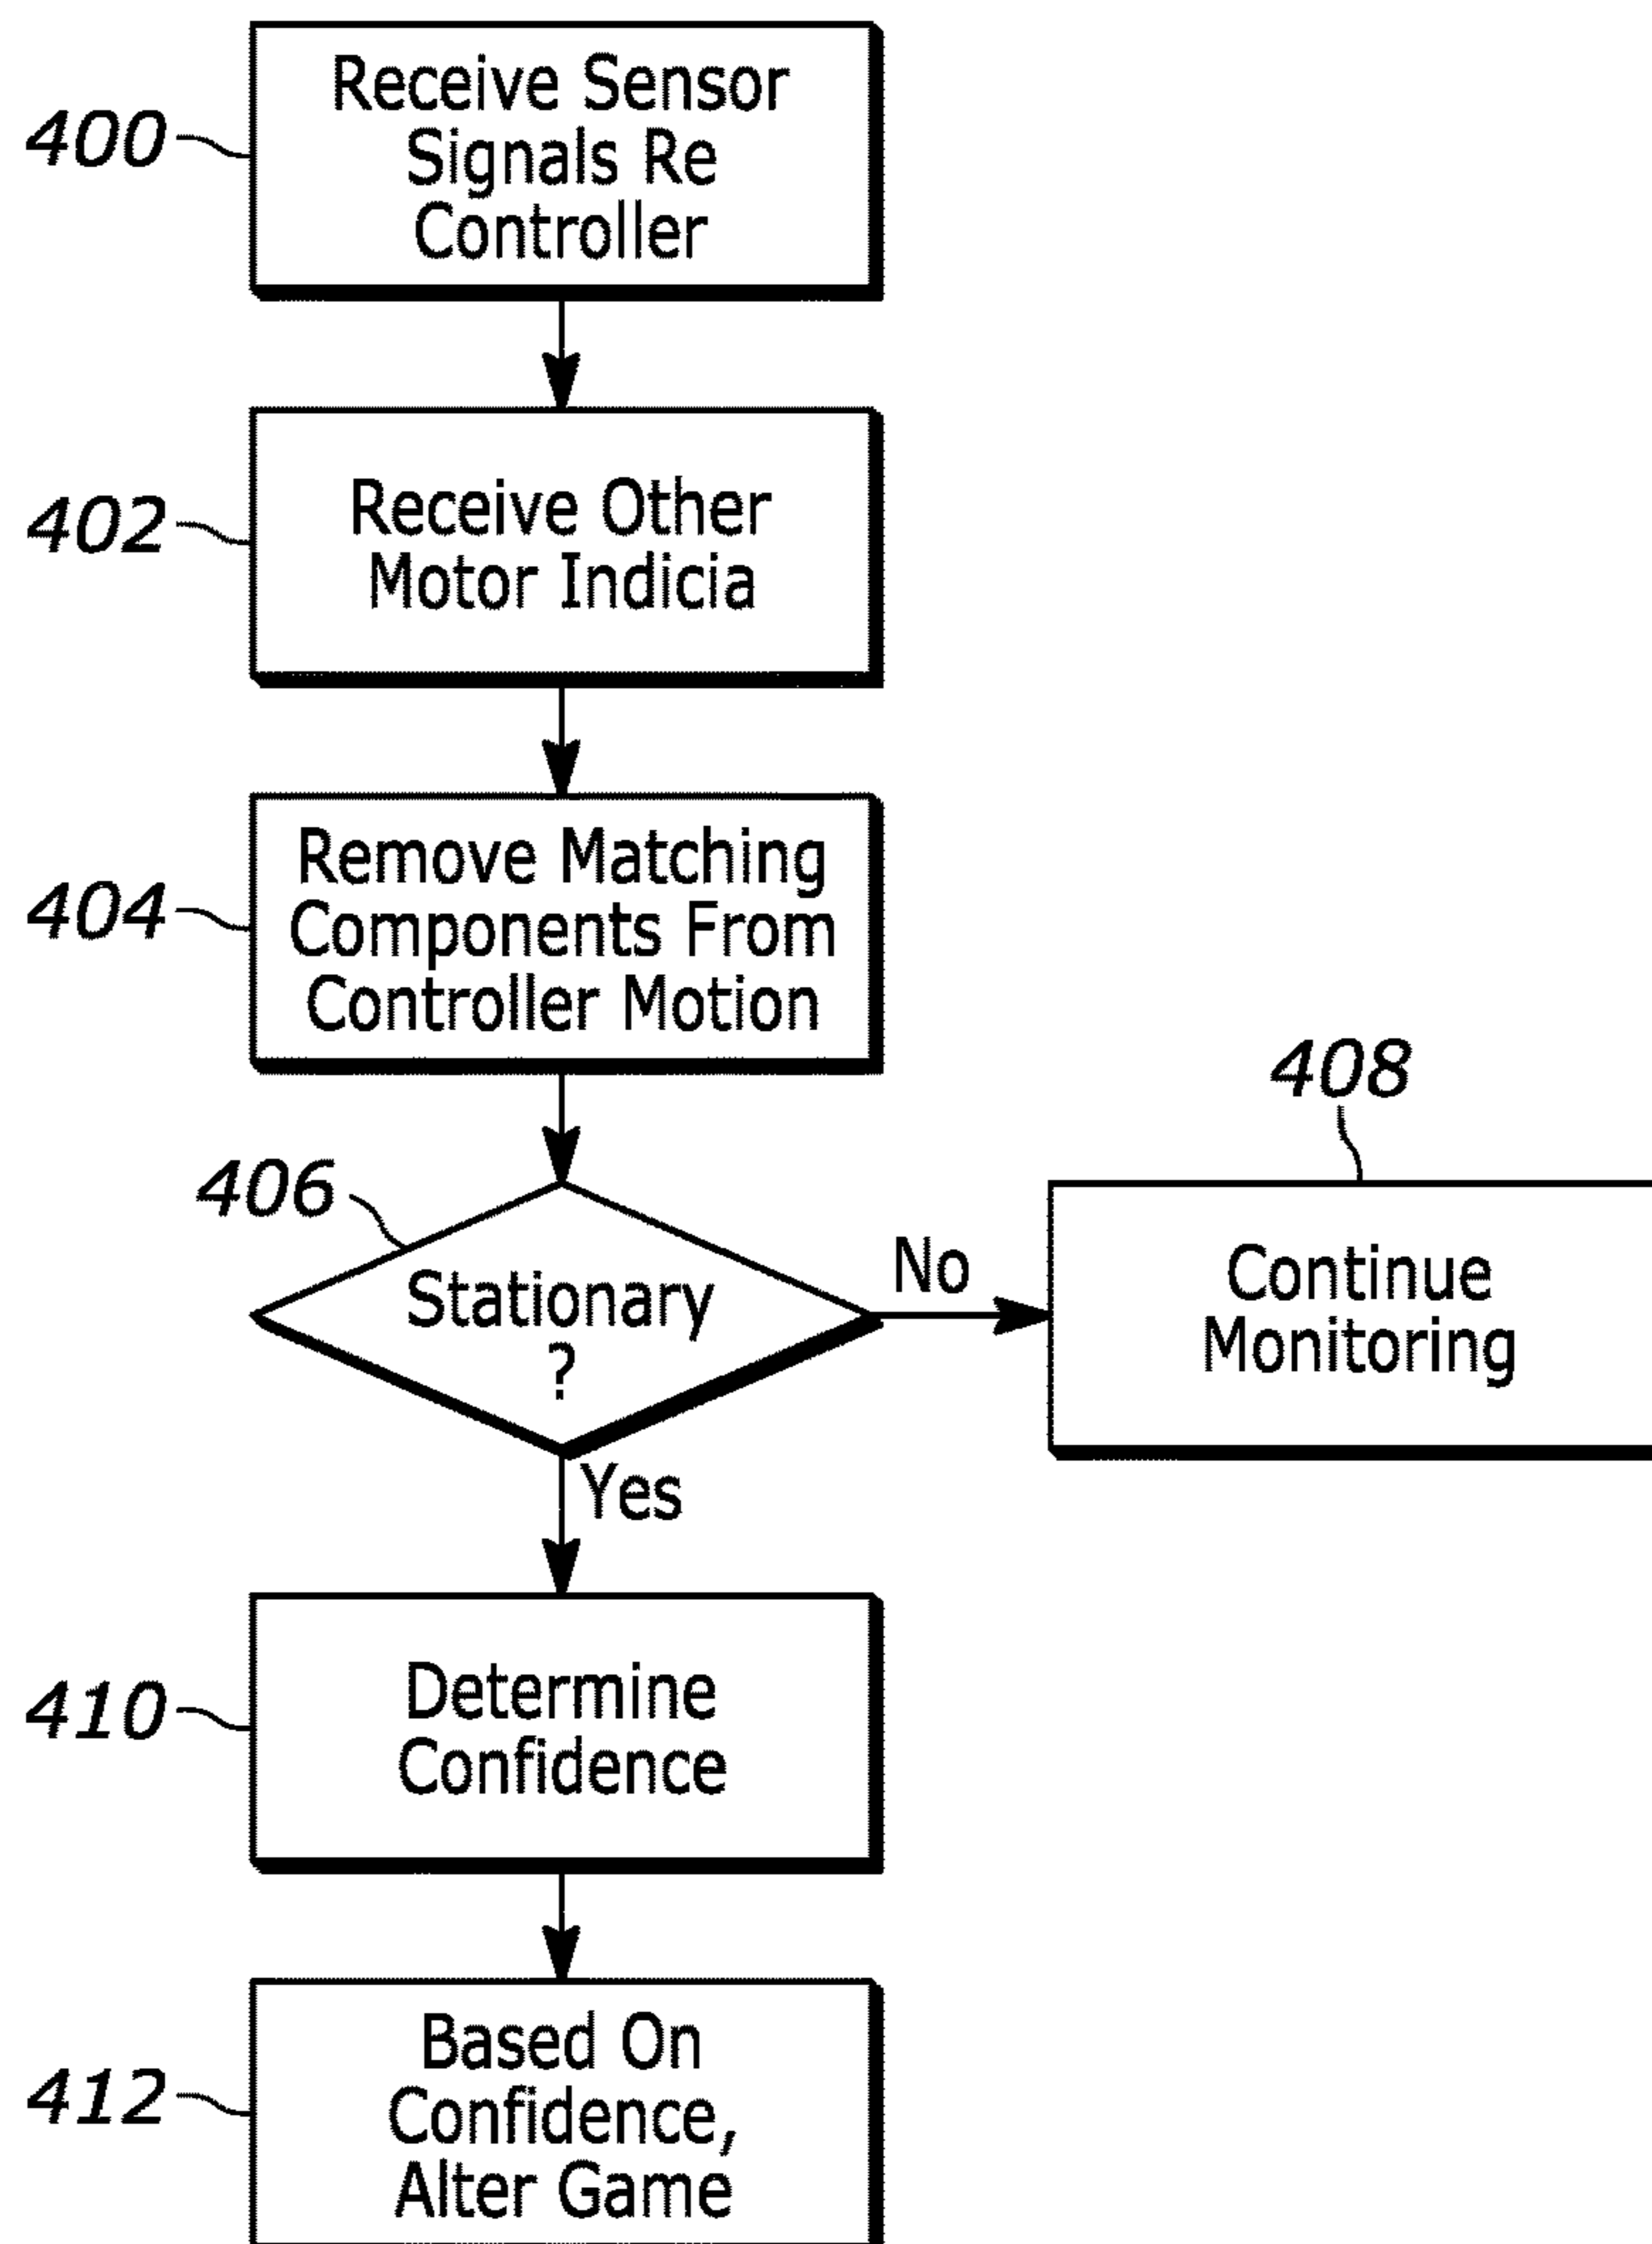 400
Receive Sensor
Signals Re
Controller
402
Receive Other
Motor Indicia
404
Remove Matching
Components From
Controller Motion
406
Stationary
?
No
408
Continue
Monitoring
Yes
410
Determine
Confidence
412
Based On
Confidence,
Alter Game